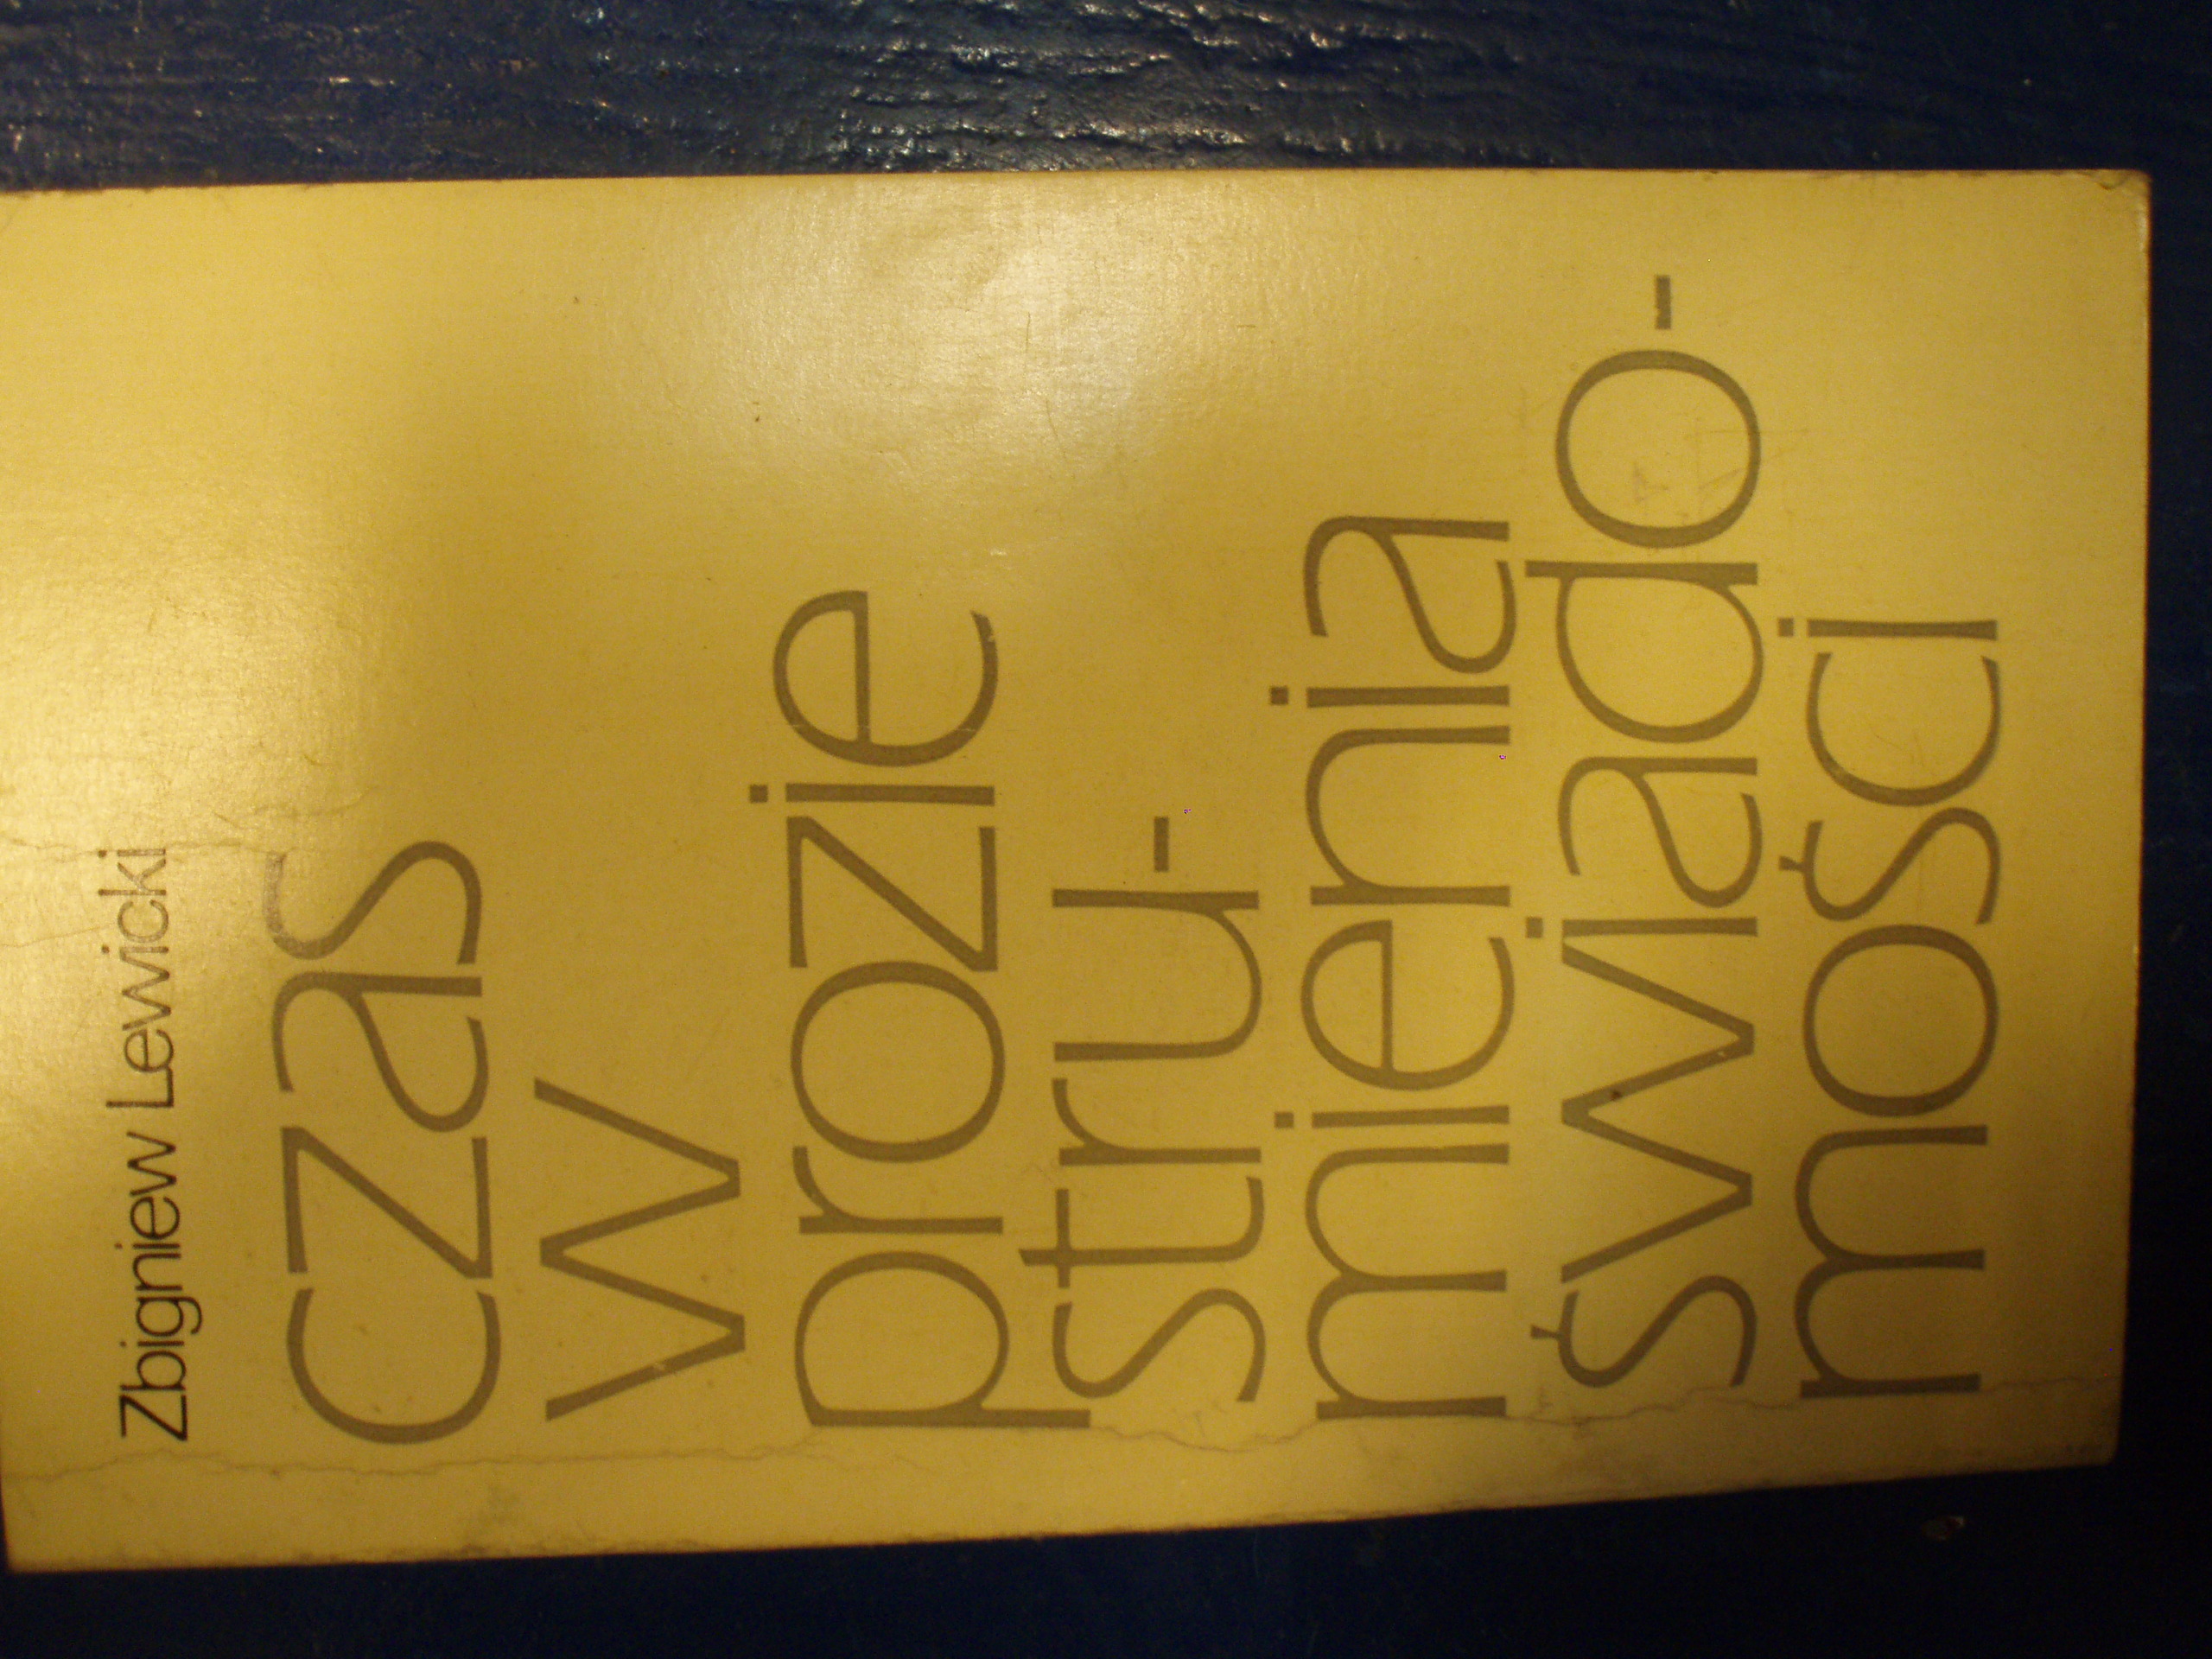 Zbigniew Lewicki
czas
w
prozie
stru-
mienia
świado-
mości